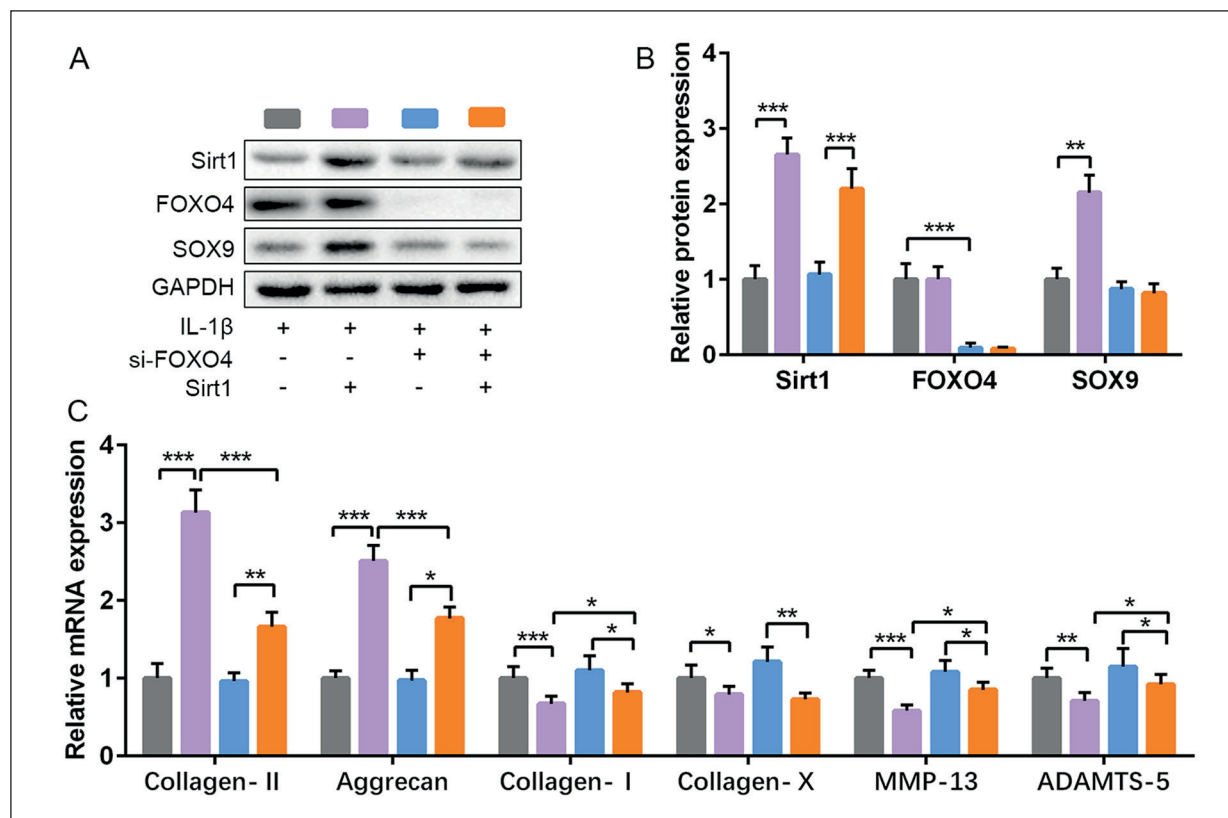 A
Sirt1
FOXO4
SOX9
GAPDH
IL-1β + + + +
si-FOXO4 - - + +
Sirt1 - + - +
B
Relative protein expression
4
3
2
1
0
*** *** *** **
Sirt1 FOXO4 SOX9
C
Relative mRNA expression
4
3
2
1
0
*** *** ** *** *** * *** * * * ** *** * * ** * *
Collagen- II Aggrecan Collagen- I Collagen- X MMP-13 ADAMTS-5